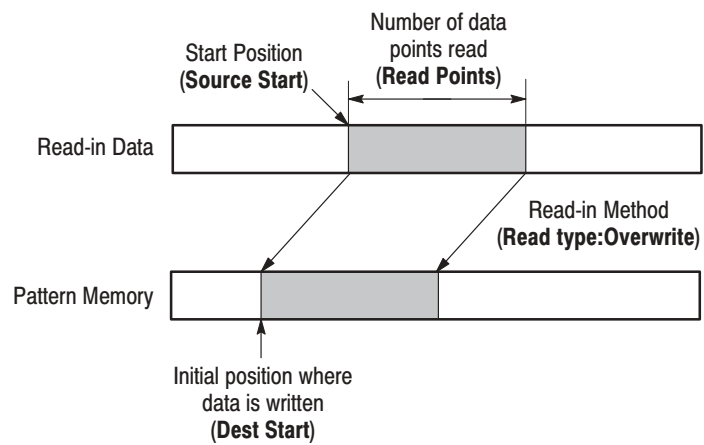 Start Position
(Source Start)
Number of data
points read
(Read Points)
Read-in Data
Read-in Method
(Read type:Overwrite)
Pattern Memory
Initial position where
data is written
(Dest Start)